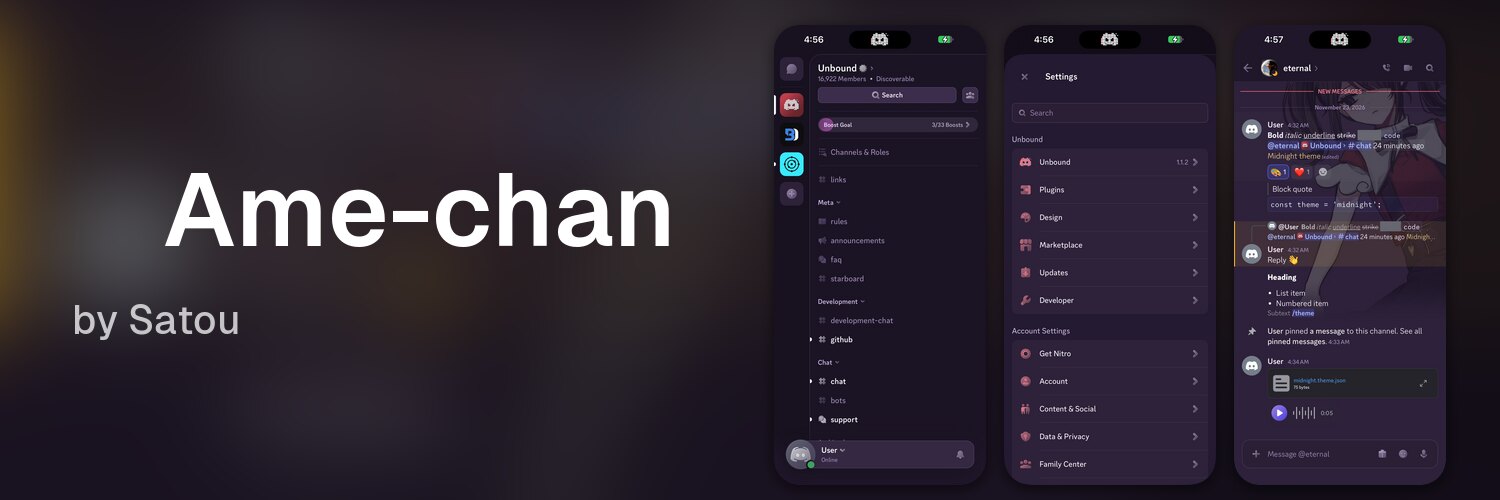 Ame-chan
by Satou
4:56
Unbound
16,922 Members • Discoverable
Search
Boost Goal
3/33 Boosts
Channels & Roles
links
Meta
rules
announcements
faq
starboard
Development
development-chat
github
Chat
chat
bots
support
User
Online
4:56
Settings
Search
Unbound
Unbound 1.1.2
Plugins
Design
Marketplace
Updates
Developer
Account Settings
Get Nitro
Account
Content & Social
Data & Privacy
Family Center
4:57
eternal
NEW MESSAGES
November 23, 2026
User 4:32 AM
Bold italic underline strike code
@eternal Unbound › # chat 24 minutes ago
Midnight theme (edited)
1 1
Block quote
const theme = 'midnight';
@User Bold italic underline strike code
@eternal Unbound › # chat 24 minutes ago Midnigh...
User 4:32 AM
Reply 👋
Heading
• List item
• Numbered item
Subtext /theme
User pinned a message to this channel. See all
pinned messages. 4:33 AM
User 4:34 AM
midnight.theme.json
75 bytes
0:05
Message @eternal